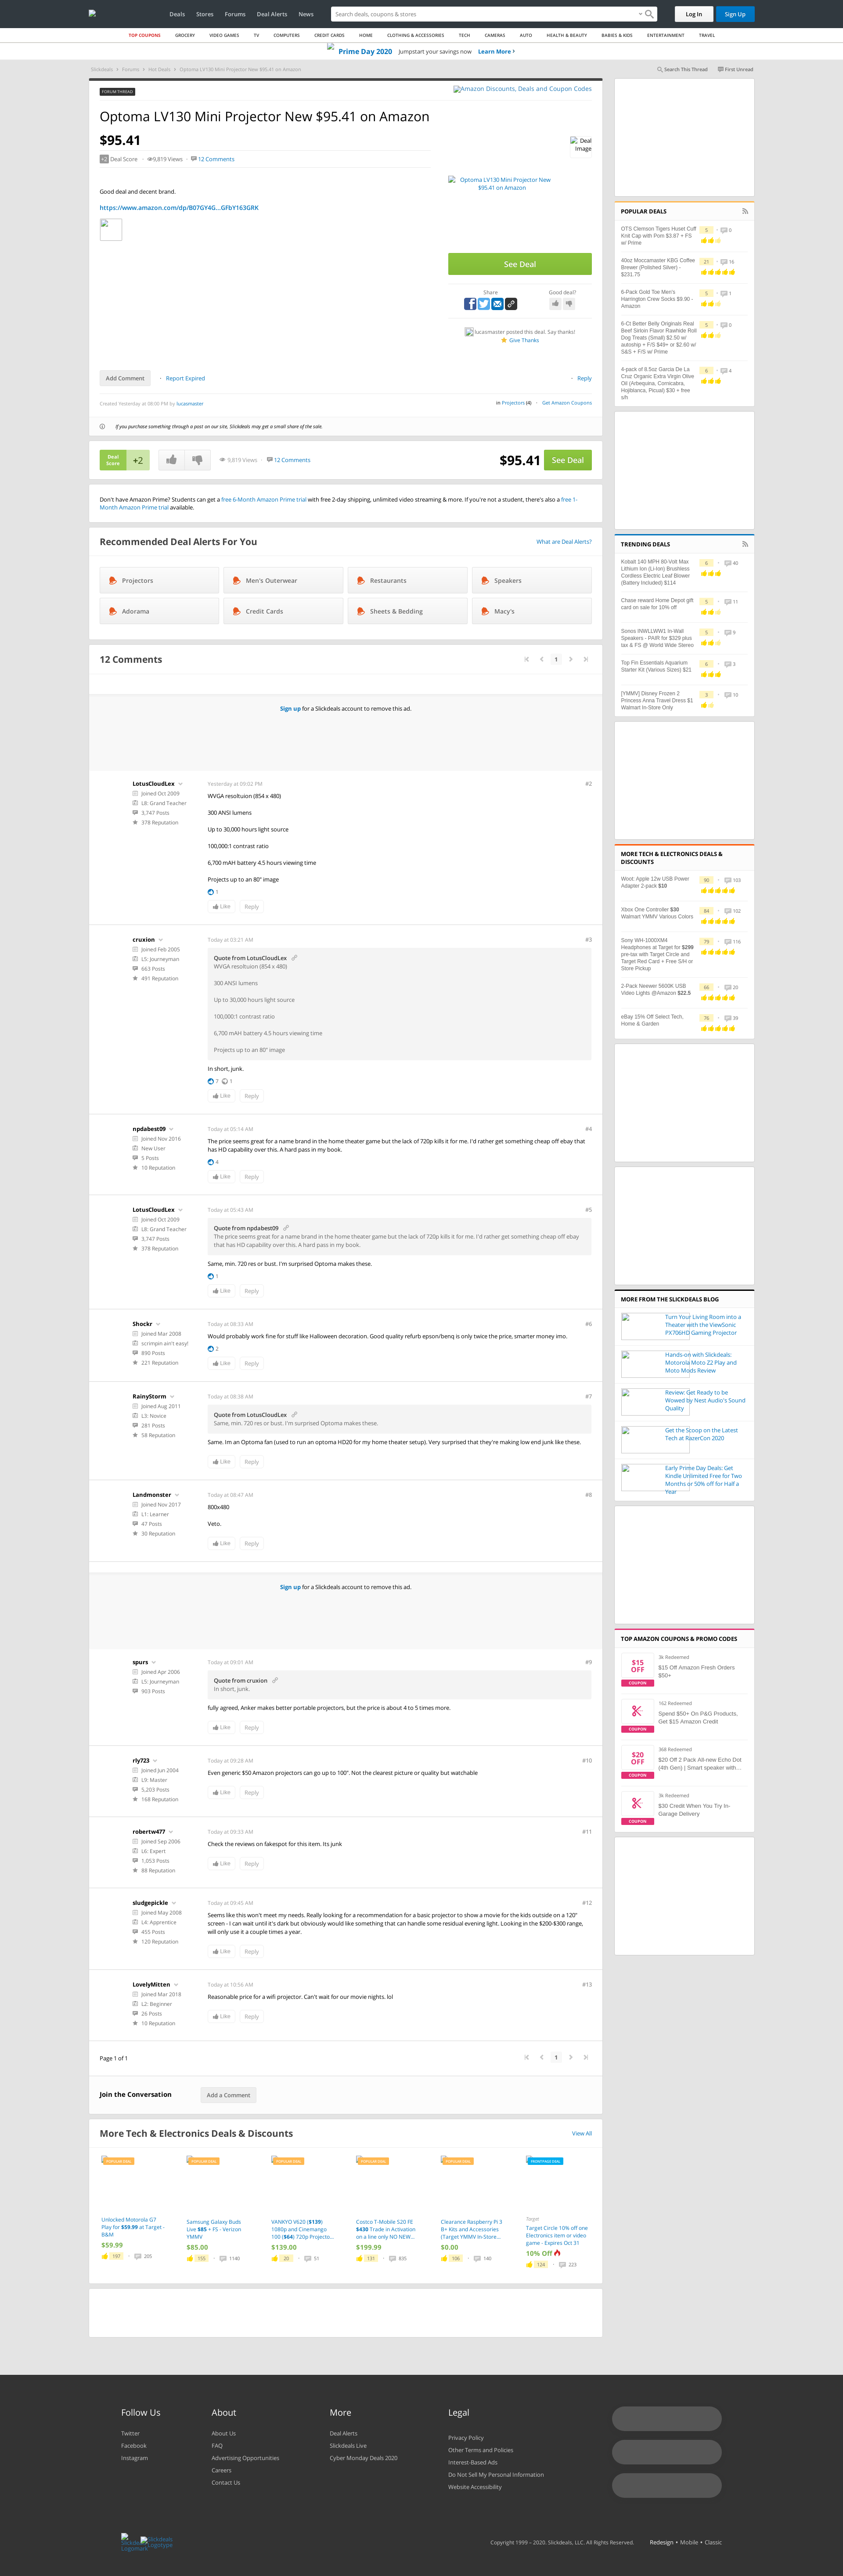 Deals
Stores
Forums
Deal Alerts
News
Search deals, coupons & stores
Log In
Sign Up
TOP COUPONS
GROCERY
VIDEO GAMES
TV
COMPUTERS
CREDIT CARDS
HOME
CLOTHING & ACCESSORIES
TECH
CAMERAS
AUTO
HEALTH & BEAUTY
BABIES & KIDS
ENTERTAINMENT
TRAVEL
Prime Day 2020 Jumpstart your savings now Learn More
Slickdeals > Forums > Hot Deals > Optoma LV130 Mini Projector New $95.41 on Amazon
Search This Thread
First Unread
FORUM THREAD
Amazon Discounts, Deals and Coupon Codes
Optoma LV130 Mini Projector New $95.41 on Amazon
$95.41
+2 Deal Score · 9,819 Views · 12 Comments
Deal Image
Good deal and decent brand.
https://www.amazon.com/dp/B07GY4G...GFbY163GRK
Optoma LV130 Mini Projector New $95.41 on Amazon
See Deal
Share
Good deal?
lucasmaster posted this deal. Say thanks!
Give Thanks
Add Comment · Report Expired
· Reply
Created Yesterday at 08:00 PM by lucasmaster
in Projectors (4) · Get Amazon Coupons
If you purchase something through a post on our site, Slickdeals may get a small share of the sale.
Deal Score
+2
9,819 Views · 12 Comments
$95.41
See Deal
Don't have Amazon Prime? Students can get a free 6-Month Amazon Prime trial with free 2-day shipping, unlimited video streaming & more. If you're not a student, there's also a free 1-
Month Amazon Prime trial available.
Recommended Deal Alerts For You
What are Deal Alerts?
Projectors
Men's Outerwear
Restaurants
Speakers
Adorama
Credit Cards
Sheets & Bedding
Macy's
12 Comments
1
Sign up for a Slickdeals account to remove this ad.
LotusCloudLex
Joined Oct 2009
L8: Grand Teacher
3,747 Posts
378 Reputation
Yesterday at 09:02 PM
#2
WVGA resoltuion (854 x 480)
300 ANSI lumens
Up to 30,000 hours light source
100,000:1 contrast ratio
6,700 mAH battery 4.5 hours viewing time
Projects up to an 80" image
1
Like
Reply
cruxion
Joined Feb 2005
L5: Journeyman
663 Posts
491 Reputation
Today at 03:21 AM
#3
Quote from LotusCloudLex
WVGA resoltuion (854 x 480)
300 ANSI lumens
Up to 30,000 hours light source
100,000:1 contrast ratio
6,700 mAH battery 4.5 hours viewing time
Projects up to an 80" image
In short, junk.
7 1
Like
Reply
npdabest09
Joined Nov 2016
New User
5 Posts
10 Reputation
Today at 05:14 AM
#4
The price seems great for a name brand in the home theater game but the lack of 720p kills it for me. I'd rather get something cheap off ebay that
has HD capability over this. A hard pass in my book.
4
Like
Reply
LotusCloudLex
Joined Oct 2009
L8: Grand Teacher
3,747 Posts
378 Reputation
Today at 05:43 AM
#5
Quote from npdabest09
The price seems great for a name brand in the home theater game but the lack of 720p kills it for me. I'd rather get something cheap off ebay
that has HD capability over this. A hard pass in my book.
Same, min. 720 res or bust. I'm surprised Optoma makes these.
1
Like
Reply
Shockr
Joined Mar 2008
scrimpin ain't easy!
890 Posts
221 Reputation
Today at 08:33 AM
#6
Would probably work fine for stuff like Halloween decoration. Good quality refurb epson/benq is only twice the price, smarter money imo.
2
Like
Reply
RainyStorm
Joined Aug 2011
L3: Novice
281 Posts
58 Reputation
Today at 08:38 AM
#7
Quote from LotusCloudLex
Same, min. 720 res or bust. I'm surprised Optoma makes these.
Same. Im an Optoma fan (used to run an optoma HD20 for my home theater setup). Very surprised that they're making low end junk like these.
Like
Reply
Landmonster
Joined Nov 2017
L1: Learner
47 Posts
30 Reputation
Today at 08:47 AM
#8
800x480
Veto.
Like
Reply
Sign up for a Slickdeals account to remove this ad.
spurs
Joined Apr 2006
L5: Journeyman
903 Posts
Today at 09:01 AM
#9
Quote from cruxion
In short, junk.
fully agreed, Anker makes better portable projectors, but the price is about 4 to 5 times more.
Like
Reply
rly723
Joined Jun 2004
L9: Master
5,203 Posts
168 Reputation
Today at 09:28 AM
#10
Even generic $50 Amazon projectors can go up to 100". Not the clearest picture or quality but watchable
Like
Reply
robertw477
Joined Sep 2006
L6: Expert
1,053 Posts
88 Reputation
Today at 09:33 AM
#11
Check the reviews on fakespot for this item. Its junk
Like
Reply
sludgepickle
Joined May 2008
L4: Apprentice
455 Posts
120 Reputation
Today at 09:45 AM
#12
Seems like this won't meet my needs. Really looking for a recommendation for a basic projector to show a movie for the kids outside on a 120"
screen - I can wait until it's dark but obviously would like something that can handle some residual evening light. Looking in the $200-$300 range,
will only use it a couple times a year.
Like
Reply
LovelyMitten
Joined Mar 2018
L2: Beginner
26 Posts
10 Reputation
Today at 10:56 AM
#13
Reasonable price for a wifi projector. Can't wait for our movie nights. lol
Like
Reply
Page 1 of 1
1
Join the Conversation
Add a Comment
More Tech & Electronics Deals & Discounts
View All
POPULAR DEAL
Unlocked Motorola G7 Play for $59.99 at Target - B&M
$59.99
197 · 205
POPULAR DEAL
Samsung Galaxy Buds Live $85 + FS - Verizon YMMV
$85.00
155 · 1140
POPULAR DEAL
VANKYO V620 ($139) 1080p and Cinemango 100 ($64) 720p Projecto...
$139.00
20 · 51
POPULAR DEAL
Costco T-Mobile S20 FE $430 Trade in Activation on a line only NO NEW...
$199.99
131 · 835
POPULAR DEAL
Clearance Raspberry Pi 3 B+ Kits and Accessories (Target YMMV In-Store...
$0.00
106 · 140
FRONTPAGE DEAL
Target
Target Circle 10% off one Electronics item or video game - Expires Oct 31
10% Off
124 · 223
POPULAR DEALS
OTS Clemson Tigers Huset Cuff Knit Cap with Pom $3.87 + FS w/ Prime
5 · 0
40oz Moccamaster KBG Coffee Brewer (Polished Silver) - $231.75
21 · 16
6-Pack Gold Toe Men's Harrington Crew Socks $9.90 - Amazon
5 · 1
6-Ct Better Belly Originals Real Beef Sirloin Flavor Rawhide Roll Dog Treats (Small) $2.50 w/ autoship + F/S $49+ or $2.60 w/ S&S + F/S w/ Prime
5 · 0
4-pack of 8.5oz Garcia De La Cruz Organic Extra Virgin Olive Oil (Arbequina, Cornicabra, Hojiblanca, Picual) $30 + free s/h
6 · 4
TRENDING DEALS
Kobalt 140 MPH 80-Volt Max Lithium Ion (Li-ion) Brushless Cordless Electric Leaf Blower (Battery Included) $114
6 · 40
Chase reward Home Depot gift card on sale for 10% off
5 · 11
Sonos INWLLWW1 In-Wall Speakers - PAIR for $329 plus tax & FS @ World Wide Stereo
5 · 9
Top Fin Essentials Aquarium Starter Kit (Various Sizes) $21
6 · 3
[YMMV] Disney Frozen 2 Princess Anna Travel Dress $1 Walmart In-Store Only
3 · 10
MORE TECH & ELECTRONICS DEALS & DISCOUNTS
Woot: Apple 12w USB Power Adapter 2-pack $10
90 · 103
Xbox One Controller $30 Walmart YMMV Various Colors
84 · 102
Sony WH-1000XM4 Headphones at Target for $299 pre-tax with Target Circle and Target Red Card + Free S/H or Store Pickup
79 · 116
2-Pack Neewer 5600K USB Video Lights @Amazon $22.5
66 · 20
eBay 15% Off Select Tech, Home & Garden
76 · 39
MORE FROM THE SLICKDEALS BLOG
Turn Your Living Room into a Theater with the ViewSonic PX706HD Gaming Projector
Hands-on with Slickdeals: Motorola Moto Z2 Play and Moto Mods Review
Review: Get Ready to be Wowed by Nest Audio's Sound Quality
Get the Scoop on the Latest Tech at RazerCon 2020
Early Prime Day Deals: Get Kindle Unlimited Free for Two Months or 50% off for Half a Year
TOP AMAZON COUPONS & PROMO CODES
$15 OFF
COUPON
3k Redeemed
$15 Off Amazon Fresh Orders $50+
COUPON
162 Redeemed
Spend $50+ On P&G Products, Get $15 Amazon Credit
$20 OFF
COUPON
368 Redeemed
$20 Off 2 Pack All-new Echo Dot (4th Gen) | Smart speaker with...
COUPON
3k Redeemed
$30 Credit When You Try In-Garage Delivery
Follow Us
Twitter
Facebook
Instagram
About
About Us
FAQ
Advertising Opportunities
Careers
Contact Us
More
Deal Alerts
Slickdeals Live
Cyber Monday Deals 2020
Legal
Privacy Policy
Other Terms and Policies
Interest-Based Ads
Do Not Sell My Personal Information
Website Accessibility
Slickdeals Logomark
Slickdeals Logotype
Copyright 1999 – 2020. Slickdeals, LLC. All Rights Reserved.
Redesign • Mobile • Classic